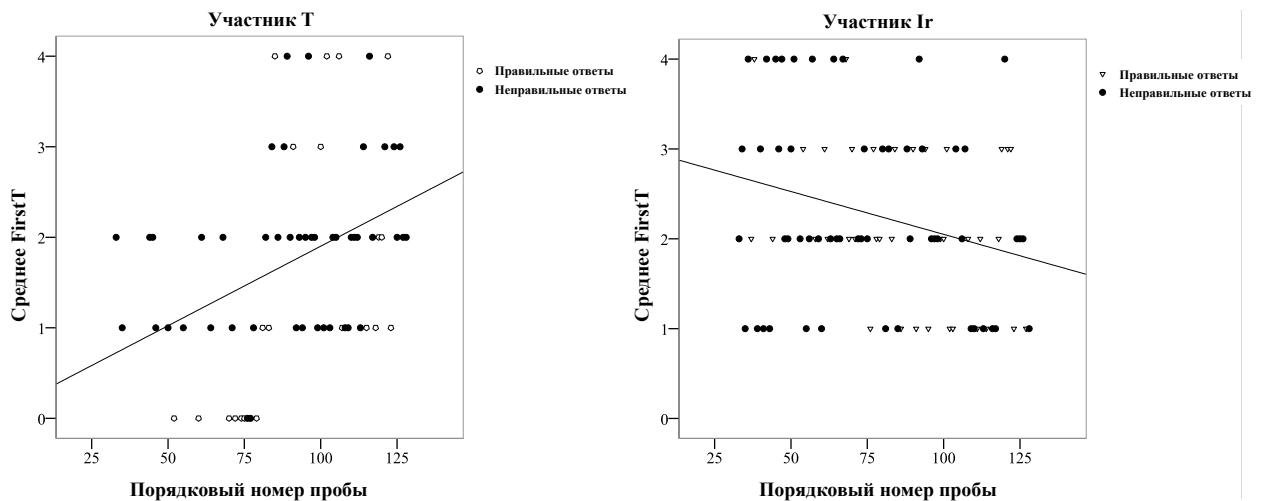 Участник T
Среднее FirstT
4
3
2
1
0
25 50 75 100 125
Порядковый номер пробы
Правильные ответы
Неправильные ответы
Участник Ir
Среднее FirstT
4
3
2
1
0
25 50 75 100 125
Порядковый номер пробы
Правильные ответы
Неправильные ответы